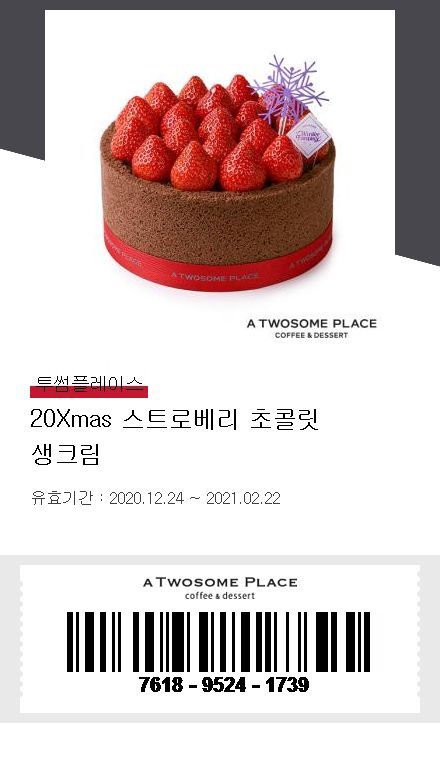 Winter
A TWOSOME PLACE
A TWOSOME PLACE
COFFEE & DESSERT
투썸플레이스
20Xmas 스트로베리 초콜릿
생크림
유효기간 : 2020.12.24 ~ 2021.02.22
A TWOSOME PLACE
coffee & dessert
7618 - 9524 - 1739